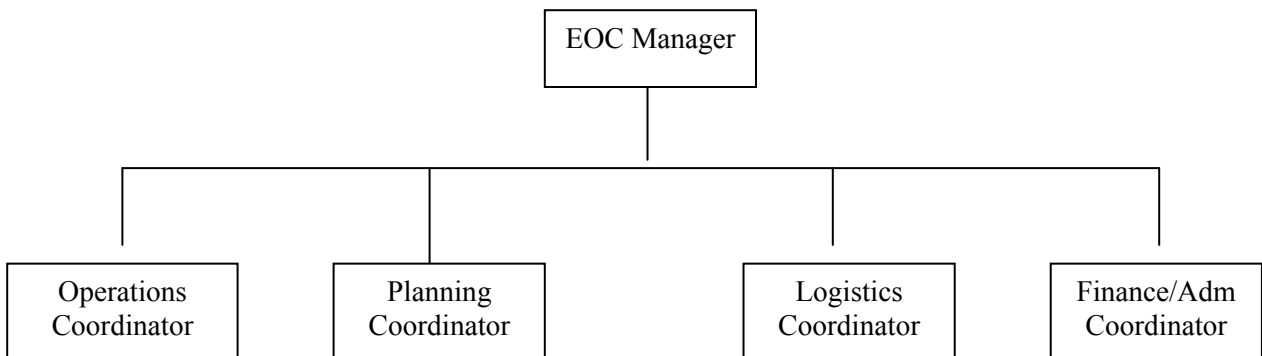 EOC Manager
Operations
Coordinator
Planning
Coordinator
Logistics
Coordinator
Finance/Adm
Coordinator